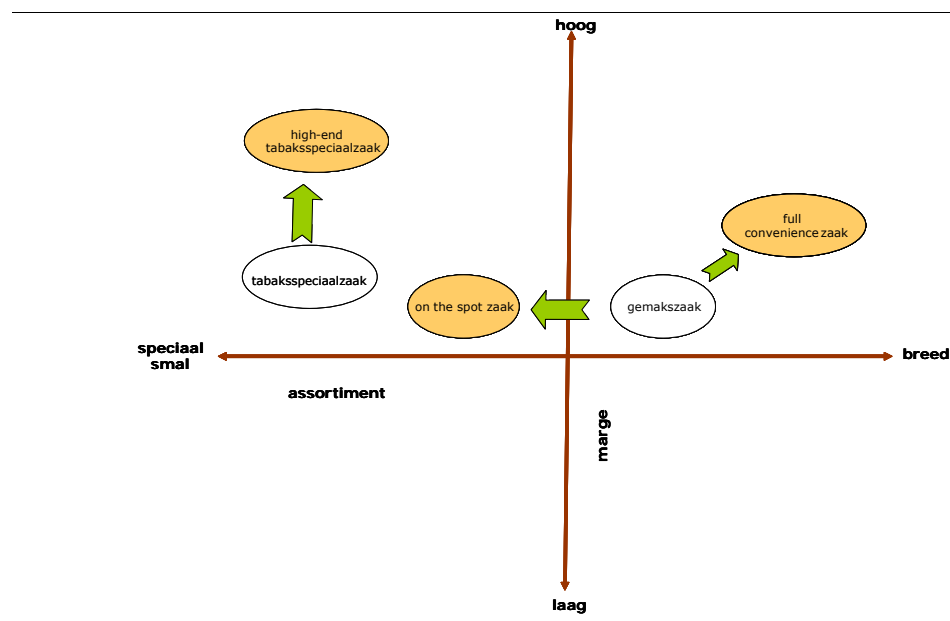 hoog
high-end
tabaksspeciaalzaak
full
convenience zaak
tabaksspeciaalzaak
on the spot zaak
gemakszaak
speciaal
smal
breed
assortiment
marge
laag